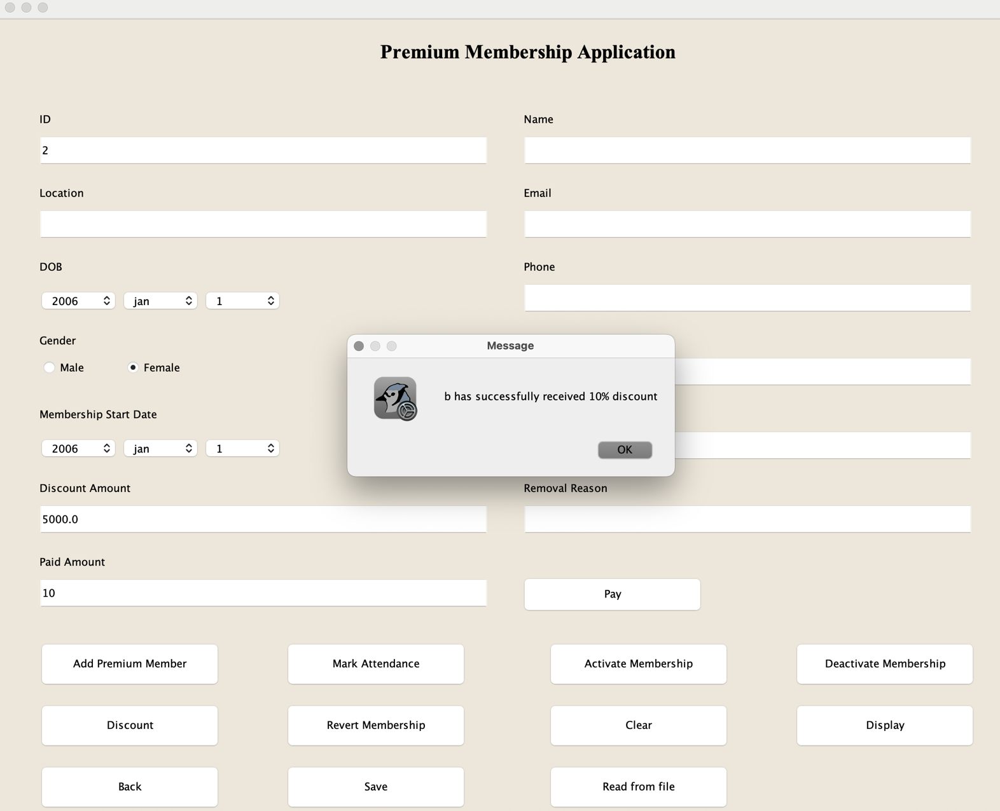 Premium Membership Application
ID
Name
2
Location
Email
DOB
Phone
2006 jan 1
Gender
Male Female
Message
b has successfully received 10% discount
OK
Membership Start Date
2006 jan 1
Discount Amount
Removal Reason
5000.0
Paid Amount
10
Pay
Add Premium Member
Mark Attendance
Activate Membership
Deactivate Membership
Discount
Revert Membership
Clear
Display
Back
Save
Read from file